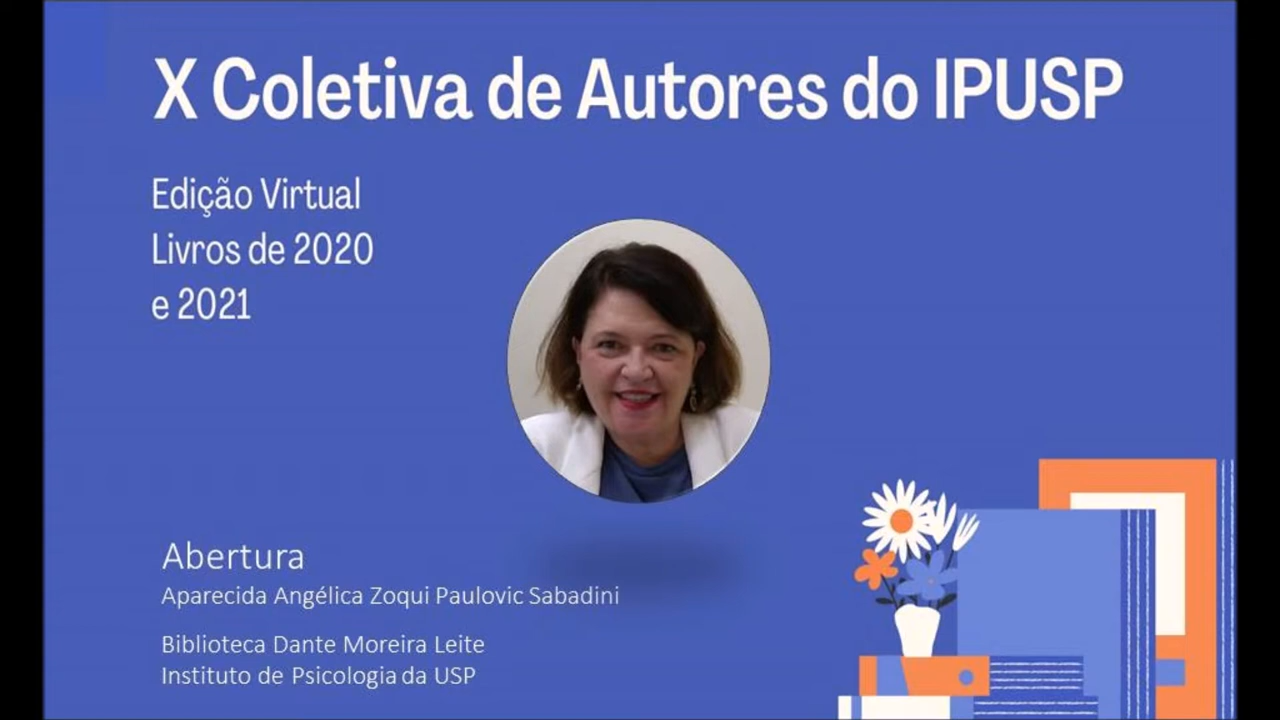 X Coletiva de Autores do IPUSP
Edição Virtual
Livros de 2020
e 2021
Abertura
Aparecida Angélica Zoqui Paulovic Sabadini
Biblioteca Dante Moreira Leite
Instituto de Psicologia da USP